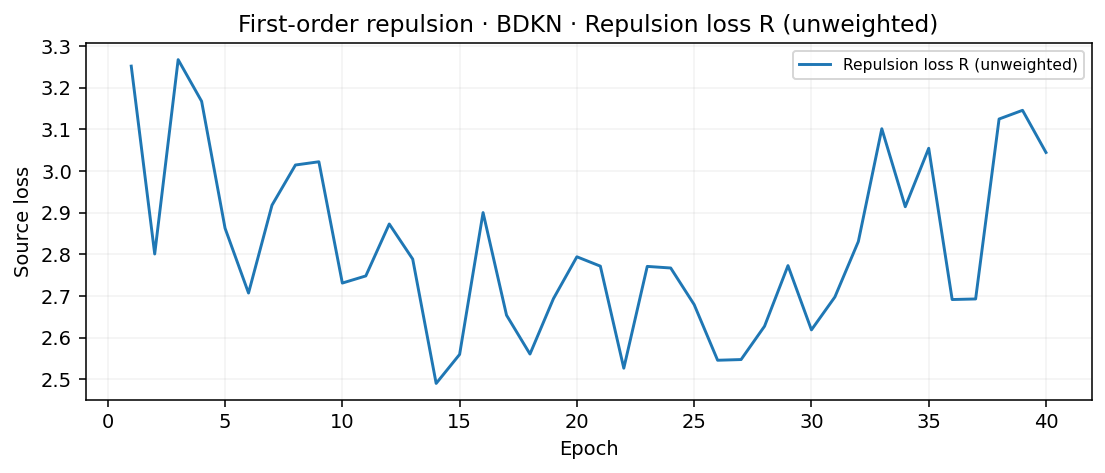 First-order repulsion · BDKN · Repulsion loss R (unweighted)
Repulsion loss R (unweighted)
Source loss
3.3
3.2
3.1
3.0
2.9
2.8
2.7
2.6
2.5
0 5 10 15 20 25 30 35 40
Epoch